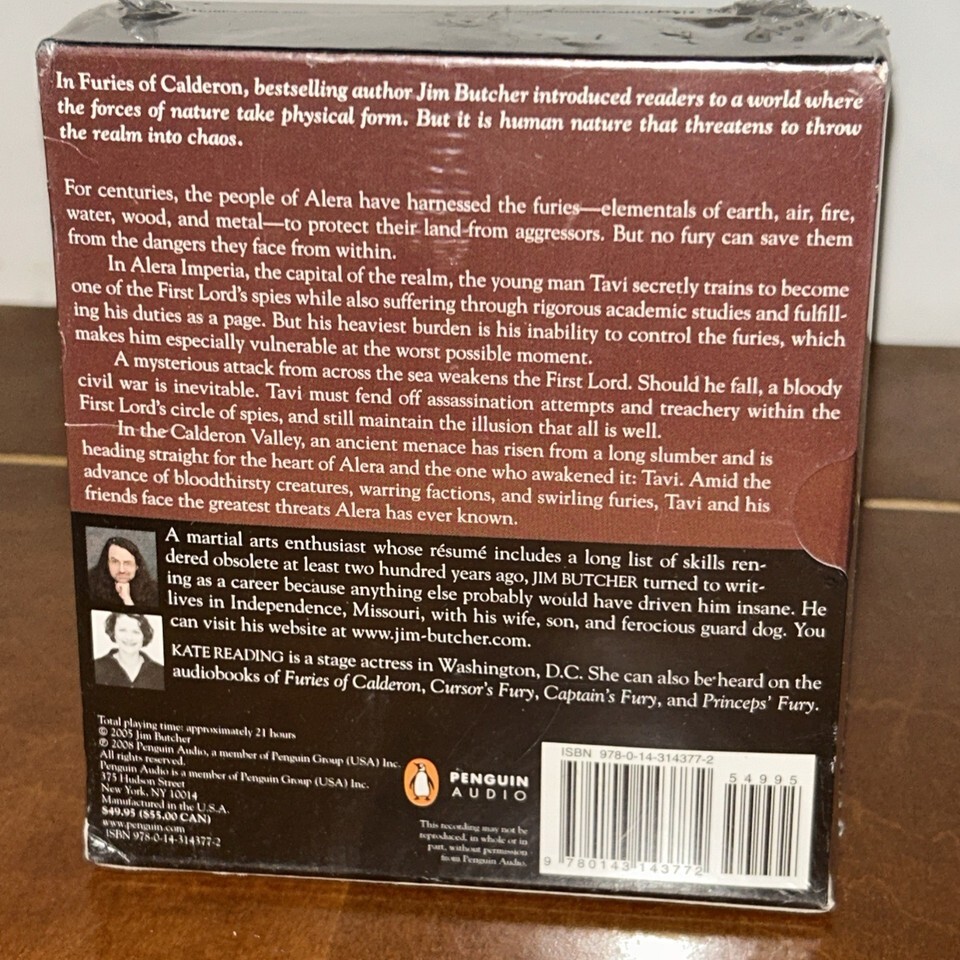 In Furies of Calderon, bestselling author Jim Butcher introduced readers to a world where
the forces of nature take physical form. But it is human nature that threatens to throw
the realm into chaos.
For centuries, the people of Alera have harnessed the furies—elementals of earth, air, fire,
water, wood, and metal—to protect their land from aggressors. But no fury can save them
from the dangers they face from within.
In Alera Imperia, the capital of the realm, the young man Tavi secretly trains to become
one of the First Lord's spies while also suffering through rigorous academic studies and fulfill-
ing his duties as a page. But his heaviest burden is his inability to control the furies, which
makes him especially vulnerable at the worst possible moment.
A mysterious attack from across the sea weakens the First Lord. Should he fall, a bloody
civil war is inevitable. Tavi must fend off assassination attempts and treachery within the
First Lord's circle of spies, and still maintain the illusion that all is well.
In the Calderon Valley, an ancient menace has risen from a long slumber and is
heading straight for the heart of Alera and the one who awakened it: Tavi. Amid the
advance of bloodthirsty creatures, warring factions, and swirling furies, Tavi and his
friends face the greatest threats Alera has ever known.
A martial arts enthusiast whose résumé includes a long list of skills ren-
dered obsolete at least two hundred years ago, JIM BUTCHER turned to writ-
ing as a career because anything else probably would have driven him insane. He
lives in Independence, Missouri, with his wife, son, and ferocious guard dog. You
can visit his website at www.jim-butcher.com.
KATE READING is a stage actress in Washington, D.C. She can also be heard on the
audiobooks of Furies of Calderon, Cursor's Fury, Captain's Fury, and Princeps' Fury.
Total playing time: approximately 21 hours
© 2005 Jim Butcher
℗ 2008 Penguin Audio, a member of Penguin Group (USA) Inc.
All rights reserved.
Penguin Audio is a member of Penguin Group (USA) Inc.
375 Hudson Street
New York, NY 10014
Manufactured in the U.S.A.
$49.95 ($55.00 CAN)
www.penguin.com
ISBN 978-0-14-314377-2
PENGUIN
AUDIO
This recording may not be
reproduced, in whole or in
part, without permission
from Penguin Audio.
ISBN 978-0-14-314377-2
54995
9 780143 143772